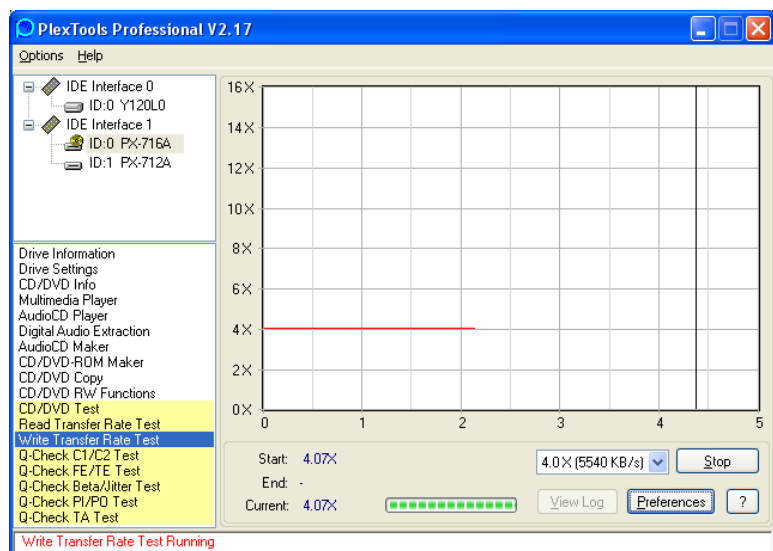 PlexTools Professional V2.17
Options Help
IDE Interface 0
ID:0 Y120L0
IDE Interface 1
ID:0 PX-716A
ID:1 PX-712A
Drive Information
Drive Settings
CD/DVD Info
Multimedia Player
AudioCD Player
Digital Audio Extraction
AudioCD Maker
CD/DVD-ROM Maker
CD/DVD Copy
CD/DVD RW Functions
CD/DVD Test
Read Transfer Rate Test
Write Transfer Rate Test
Q-Check C1/C2 Test
Q-Check FE/TE Test
Q-Check Beta/Jitter Test
Q-Check PI/PO Test
Q-Check TA Test
16X
14X
12X
10X
8X
6X
4X
2X
0X
0 1 2 3 4 5
Start: 4.07X
End: -
Current: 4.07X
4.0 X (5540 KB/s)
Stop
View Log
Preferences
?
Write Transfer Rate Test Running